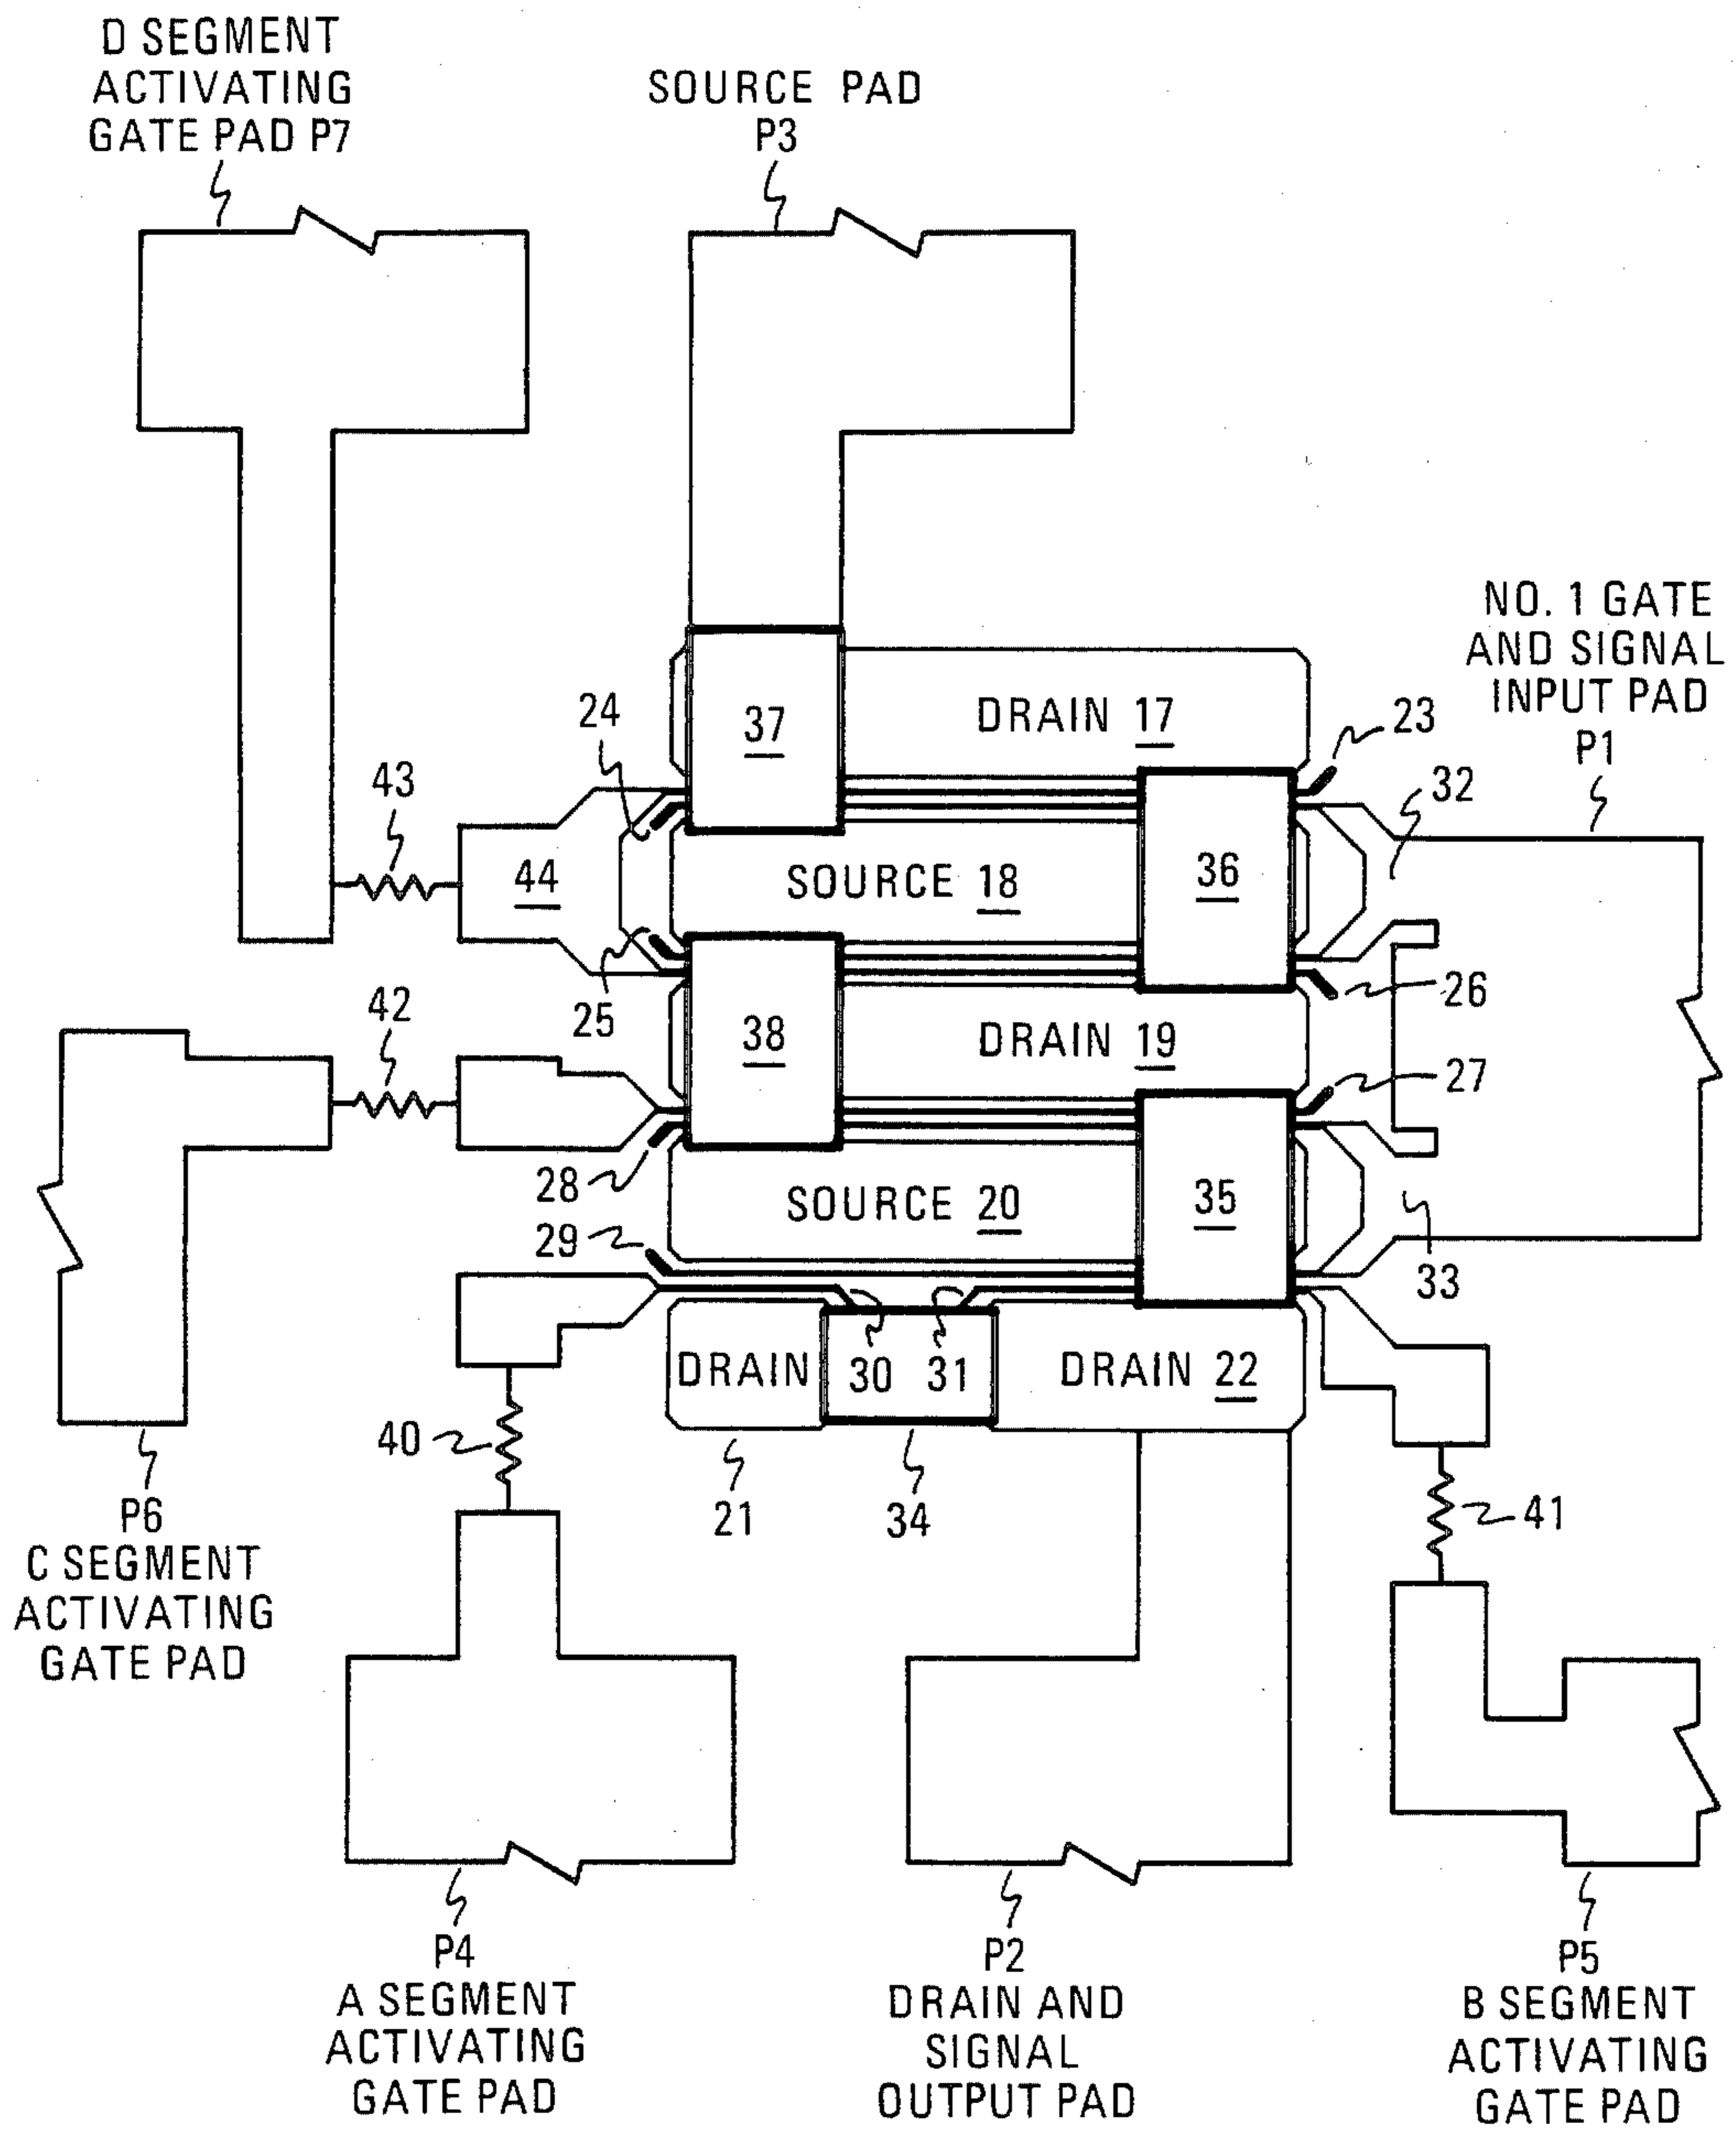 D SEGMENT
ACTIVATING
GATE PAD P7
SOURCE PAD
P3
NO. 1 GATE
AND SIGNAL
INPUT PAD
P1
24
37
DRAIN 17
23
43
32
44
SOURCE 18
36
25
26
42
38
DRAIN 19
27
28
SOURCE 20
35
29
33
DRAIN
30
31
DRAIN 22
40
21
34
41
P6
C SEGMENT
ACTIVATING
GATE PAD
P4
A SEGMENT
ACTIVATING
GATE PAD
P2
DRAIN AND
SIGNAL
OUTPUT PAD
P5
B SEGMENT
ACTIVATING
GATE PAD